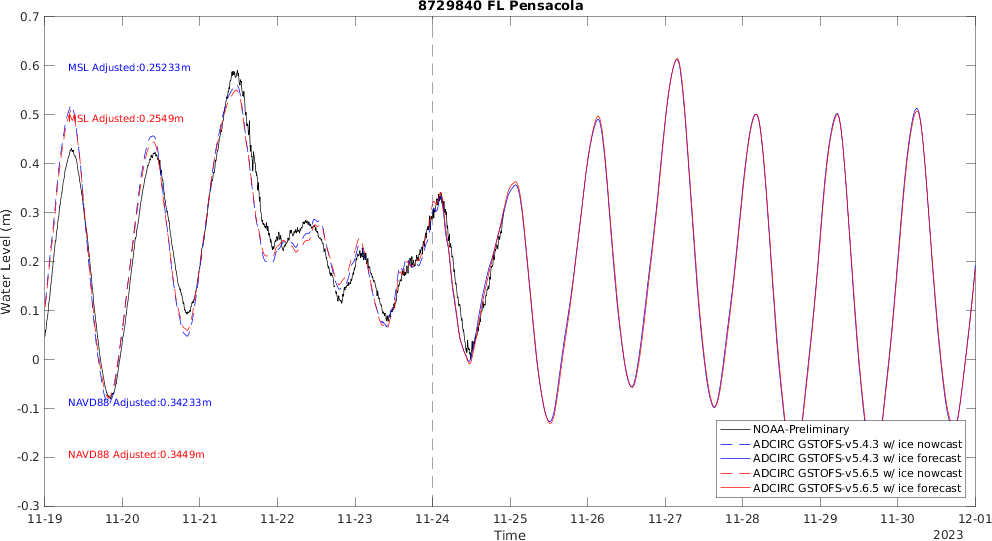 8729840 FL Pensacola
0.7
0.6
0.5
0.4
0.3
0.2
0.1
0
-0.1
-0.2
-0.3
Water Level (m)
MSL Adjusted:0.25233m
MSL Adjusted:0.2549m
NAVD88 Adjusted:0.34233m
NAVD88 Adjusted:0.3449m
NOAA-Preliminary
ADCIRC GSTOFS-v5.4.3 w/ ice nowcast
ADCIRC GSTOFS-v5.4.3 w/ ice forecast
ADCIRC GSTOFS-v5.6.5 w/ ice nowcast
ADCIRC GSTOFS-v5.6.5 w/ ice forecast
11-19 11-20 11-21 11-22 11-23 11-24 11-25 11-26 11-27 11-28 11-29 11-30 12-01
Time
2023